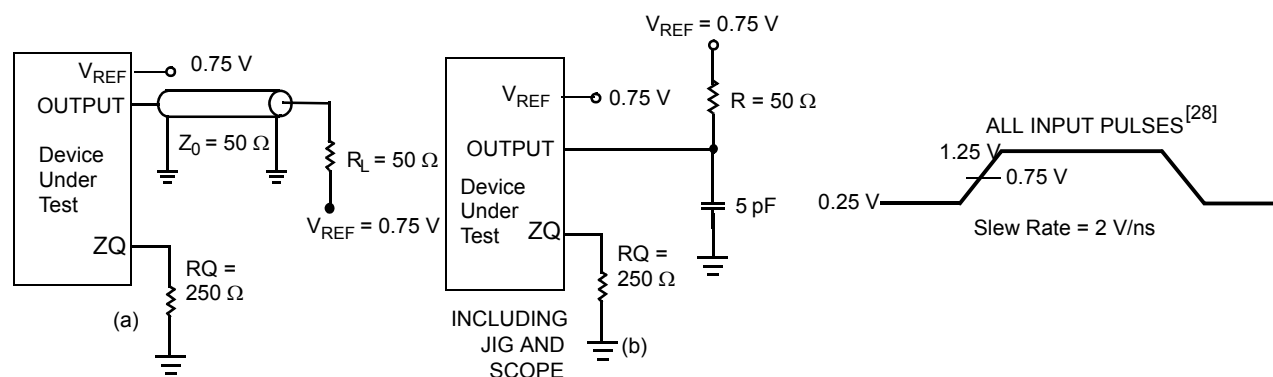 V_REF
0.75 V
OUTPUT
Z_0 = 50 Ω
Device
Under
Test
R_L = 50 Ω
V_REF = 0.75 V
ZQ
RQ =
250 Ω
(a)
V_REF = 0.75 V
V_REF
0.75 V
R = 50 Ω
OUTPUT
Device
Under
Test
5 pF
ZQ
RQ =
250 Ω
INCLUDING
JIG AND
SCOPE
(b)
ALL INPUT PULSES[28]
1.25 V
0.75 V
0.25 V
Slew Rate = 2 V/ns